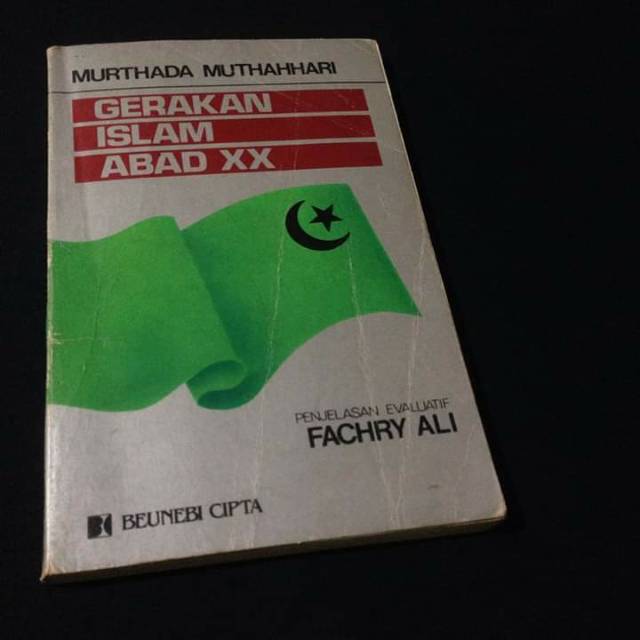 MURTHADA MUTHAHHARI
GERAKAN
ISLAM
ABAD XX
PENJELASAN EVALUATIF
FACHRY ALI
BEUNEBI CIPTA